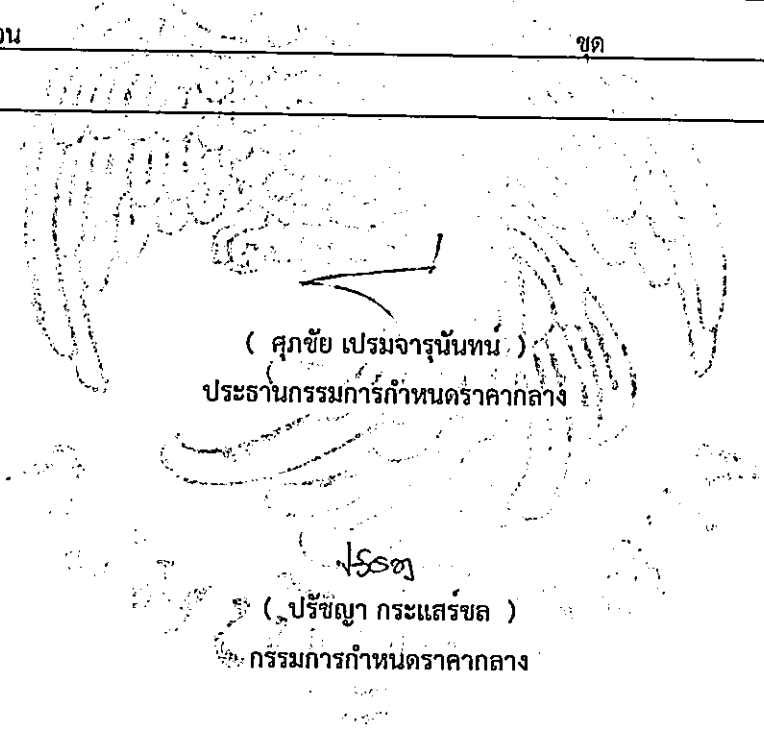 ชุด
( ศุภชัย เปรมจารุนันทน์ )
ประธานกรรมการกำหนดราคากลาง
( ปรัชญา กระแสร์ชล )
กรรมการกำหนดราคากลาง